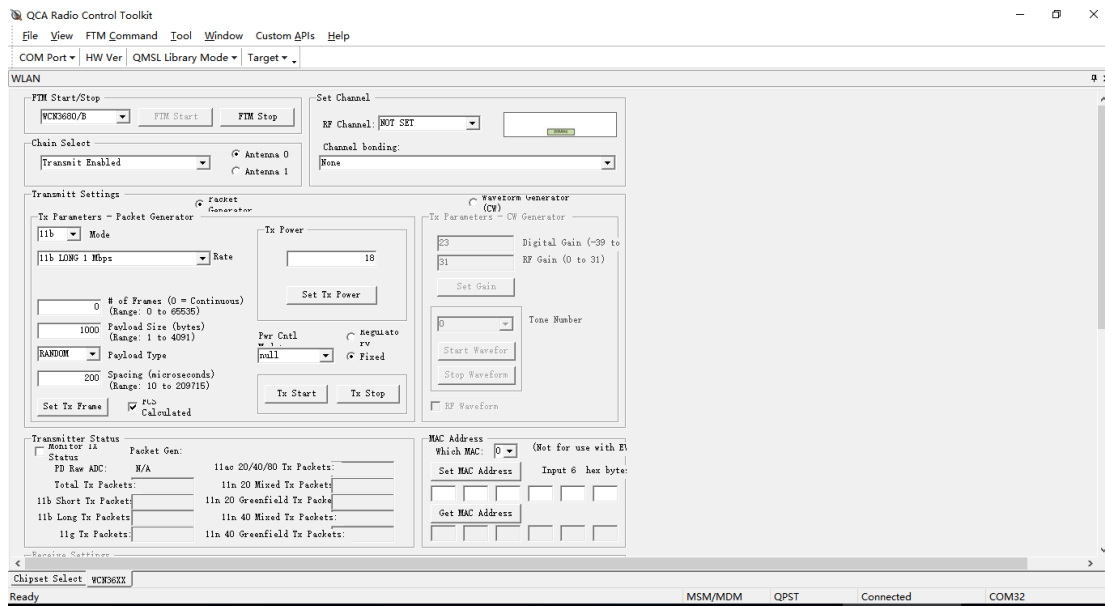 QCA Radio Control Toolkit
File View FTM Command Tool Window Custom APIs Help
COM Port HW Ver QMSL Library Mode Target
WLAN
FTM Start/Stop
WCN3680/B FTM Start FTM Stop
Set Channel
RF Channel: NOT SET
20MHz
Chain Select
Transmit Enabled
Antenna 0
Antenna 1
Channel bonding:
None
Transmitt Settings
Packet Generator
Waveform Generator (CW)
Tx Parameters - Packet Generator
11b Mode
11b LONG 1 Mbps Rate
Tx Power
18
Set Tx Power
0 # of Frames (0 = Continuous)
(Range: 0 to 65535)
1000 Payload Size (bytes)
(Range: 1 to 4091)
RANDOM Payload Type
200 Spacing (microseconds)
(Range: 10 to 209715)
Set Tx Frame
FCS Calculated
Pwr Cntl
null
Regulato
ry
Fixed
Tx Start Tx Stop
Tx Parameters - CW Generator
23 Digital Gain (-39 to
31 RF Gain (0 to 31)
Set Gain
0 Tone Number
Start Wavefor
Stop Waveform
RF Waveform
Transmitter Status
Monitor TX
Status
Packet Gen:
PD Raw ADC: N/A
Total Tx Packets:
11b Short Tx Packet:
11b Long Tx Packets
11g Tx Packets:
11ac 20/40/80 Tx Packets:
11n 20 Mixed Tx Packets
11n 20 Greenfield Tx Packe
11n 40 Mixed Tx Packets:
11n 40 Greenfield Tx Packets:
MAC Address
Which MAC: 0 (Not for use with
Set MAC Address Input 6 hex byte
Get MAC Address
Receive Settings
Chipset Select WCN36XX
Ready MSM/MDM QPST Connected COM32